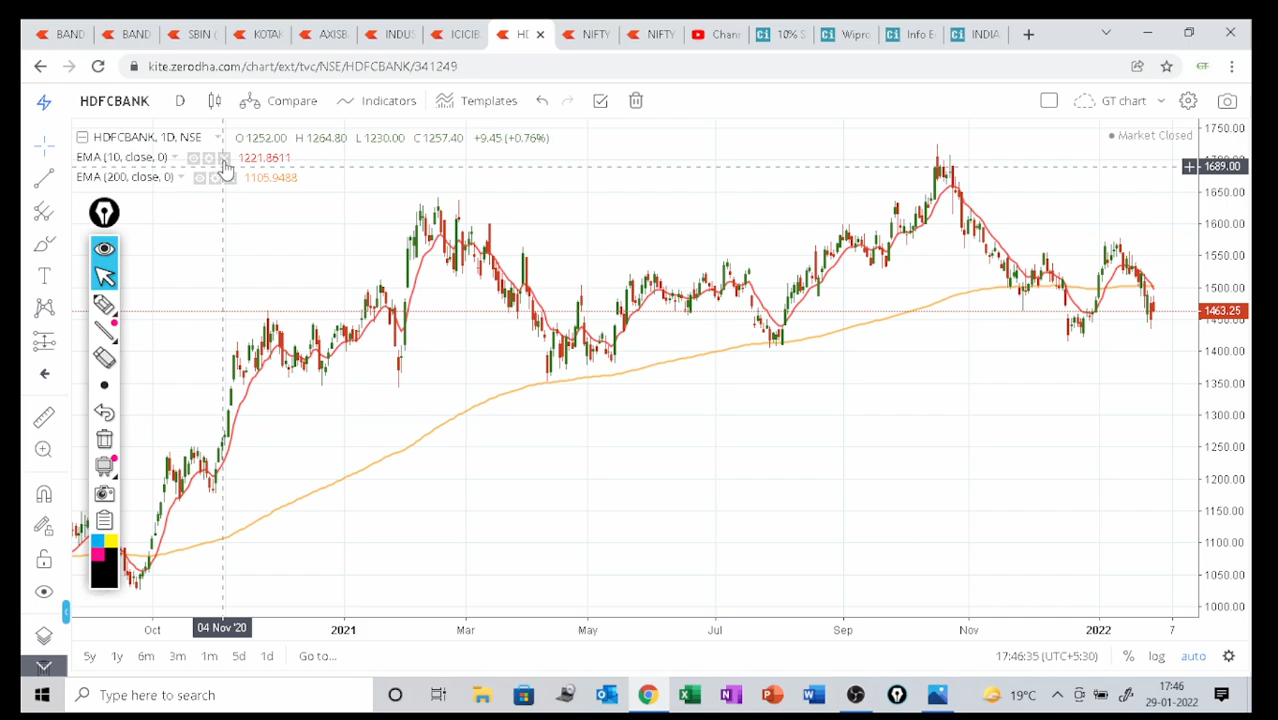 BAND
BAND
SBIN (
KOTAK
AXISB.
INDUS
ICICIB
HD
NIFTY
NIFTY
Chann
10% S
Wipro
Info E
INDIA
kite.zerodha.com/chart/ext/tvc/NSE/HDFCBANK/341249
GT
HDFCBANK D Compare Indicators Templates GT chart
HDFCBANK, 1D, NSE O 1252.00 H 1264.80 L 1230.00 C 1257.40 +9.45 (+0.76%)
Market Closed
EMA (10, close, 0) 1221.8611
EMA (200, close, 0) 1105.9488
1750.00
1689.00
1650.00
1600.00
1550.00
1500.00
1463.25
1400.00
1350.00
1300.00
1250.00
1200.00
1150.00
1100.00
1050.00
1000.00
Oct 04 Nov '20 2021 Mar May Jul Sep Nov 2022 7
5y 1y 6m 3m 1m 5d 1d Go to... 17:46:35 (UTC+5:30) % log auto
Type here to search
19°C
17:46
29-01-2022